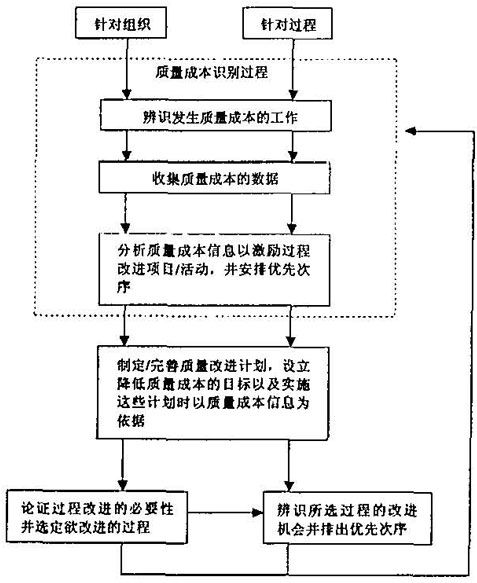 针对组织
针对过程
质量成本识别过程
辨识发生质量成本的工作
收集质量成本的数据
分析质量成本信息以激励过程
改进项目/活动，并安排优先次
序
制定/完善质量改进计划，设立
降低质量成本的目标以及实施
这些计划时以质量成本信息为
依据
论证过程改进的必要性
并选定欲改进的过程
辨识所选过程的改进
机会并排出优先次序